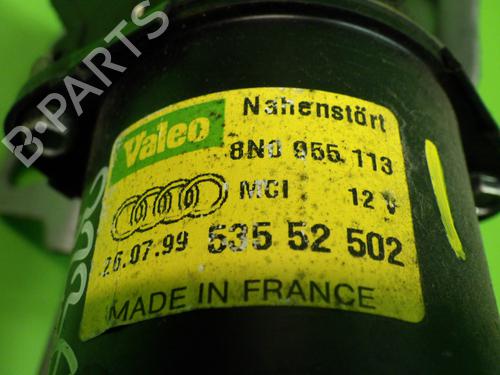 B-PARTS
Valeo
Nahenstört
8N0 955 113
MCI 12 V
26.07.99 535 52 502
MADE IN FRANCE